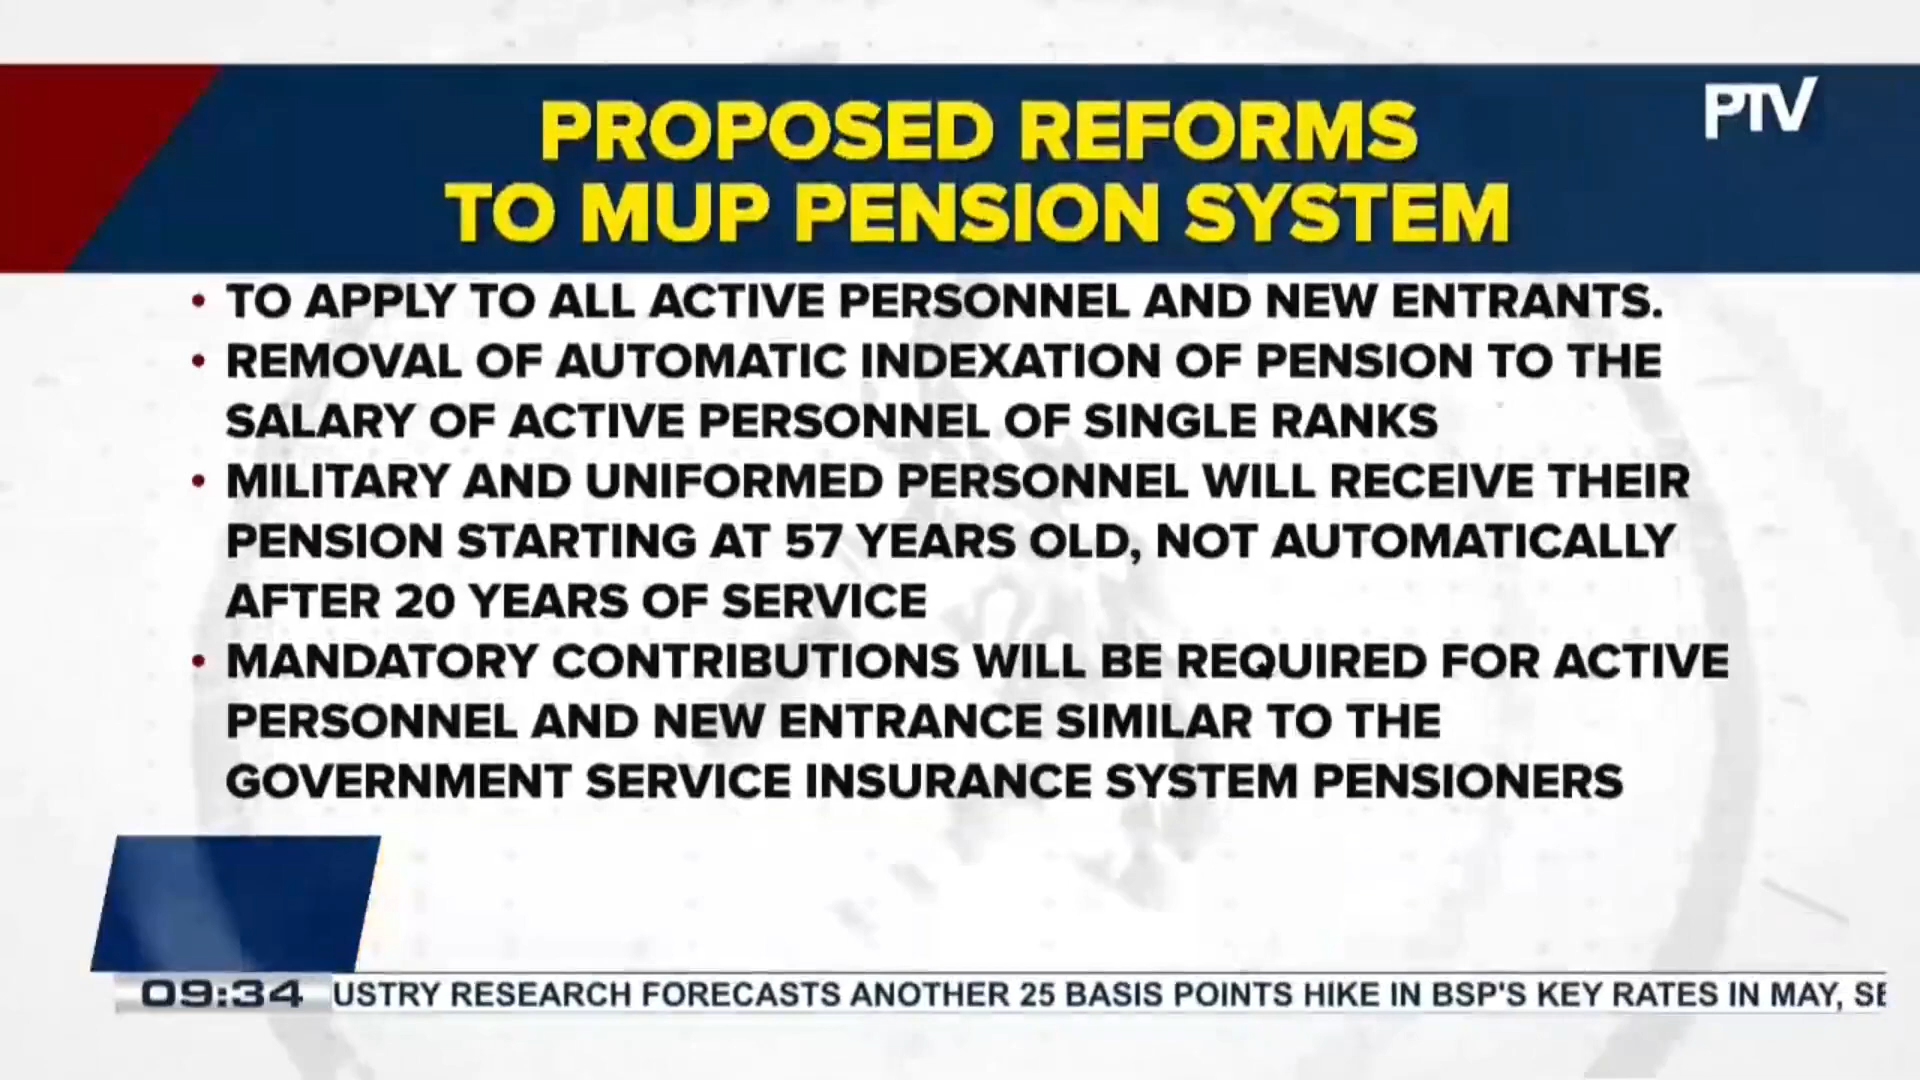 PROPOSED REFORMS
PTV
TO MUP PENSION SYSTEM
• TO APPLY TO ALL ACTIVE PERSONNEL AND NEW ENTRANTS.
• REMOVAL OF AUTOMATIC INDEXATION OF PENSION TO THE
SALARY OF ACTIVE PERSONNEL OF SINGLE RANKS
• MILITARY AND UNIFORMED PERSONNEL WILL RECEIVE THEIR
PENSION STARTING AT 57 YEARS OLD, NOT AUTOMATICALLY
AFTER 20 YEARS OF SERVICE
• MANDATORY CONTRIBUTIONS WILL BE REQUIRED FOR ACTIVE
PERSONNEL AND NEW ENTRANCE SIMILAR TO THE
GOVERNMENT SERVICE INSURANCE SYSTEM PENSIONERS
09:34 USTRY RESEARCH FORECASTS ANOTHER 25 BASIS POINTS HIKE IN BSP'S KEY RATES IN MAY,